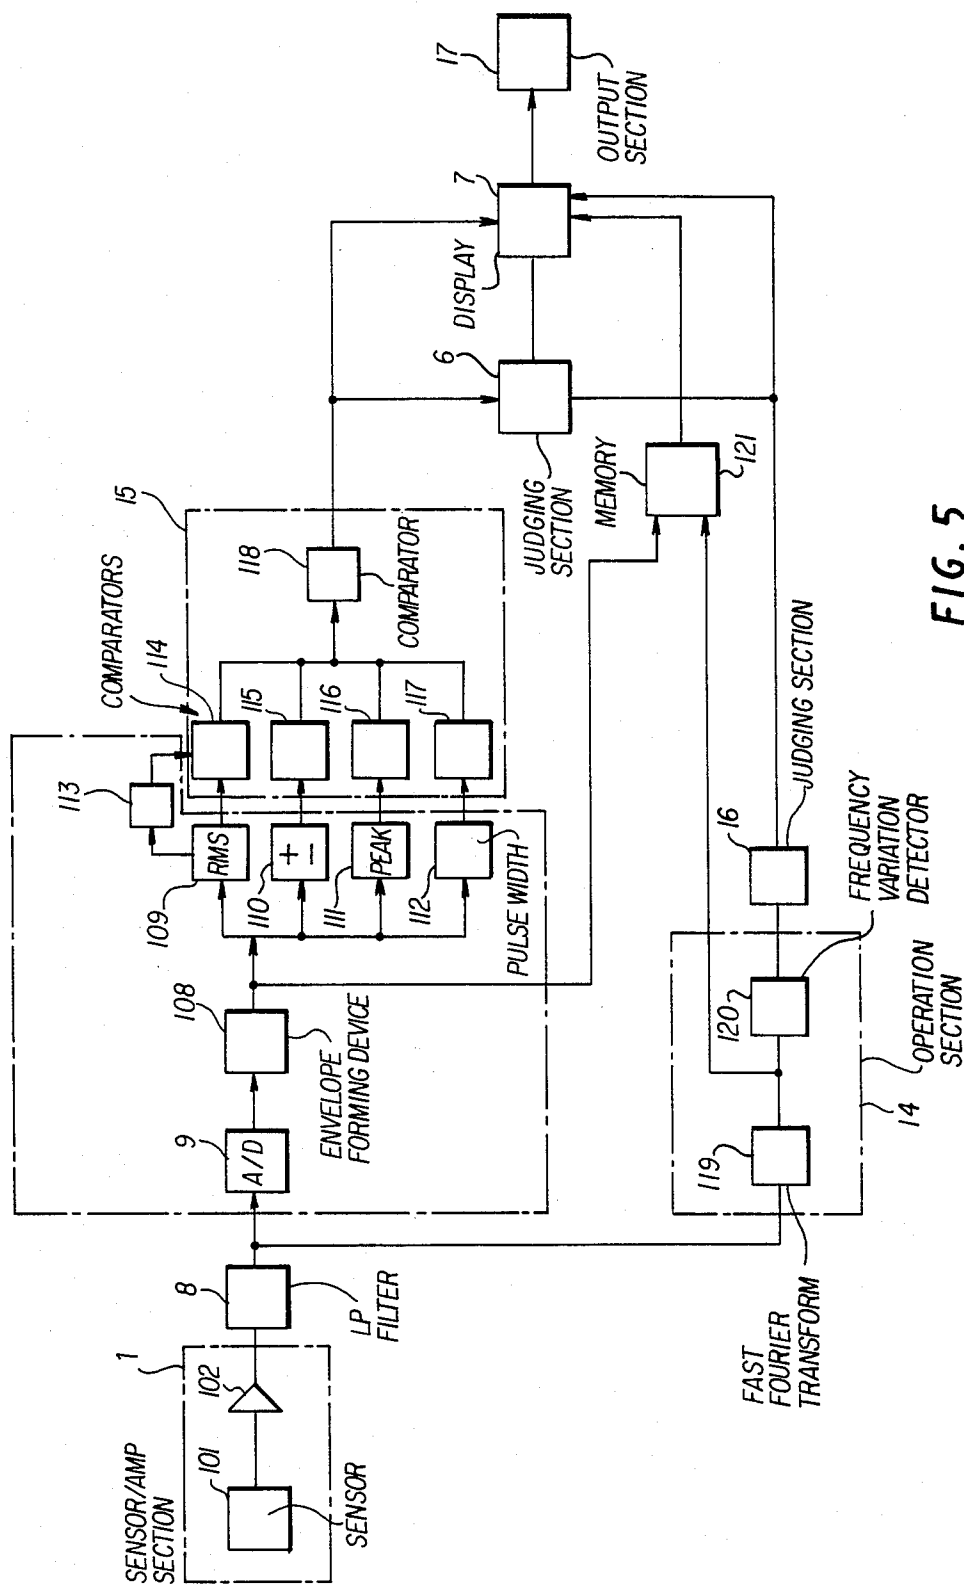 SENSOR/AMP
SECTION
1
101
102
SENSOR
8
LP
FILTER
9
A/D
108
ENVELOPE
FORMING DEVICE
109
RMS
110
+
−
111
PEAK
112
PULSE WIDTH
113
COMPARATORS
114
115
116
117
15
118
COMPARATOR
JUDGING
SECTION
6
DISPLAY
7
17
OUTPUT
SECTION
MEMORY
121
FAST
FOURIER
TRANSFORM
119
120
14
OPERATION
SECTION
16
JUDGING SECTION
FREQUENCY
VARIATION
DETECTOR
FIG. 5